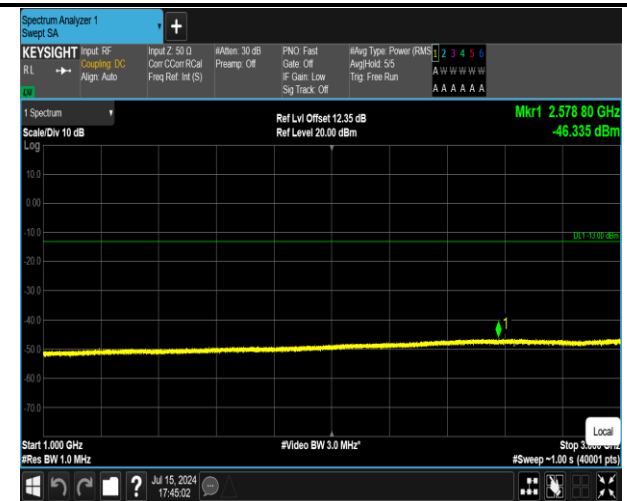 Spectrum Analyzer 1
Swept SA
+
KEYSIGHT
RL
Input: RF
Coupling: DC
Align: Auto
Input Z: 50 Ω
Corr CCorr RCal
Freq Ref: Int (S)
#Atten: 30 dB
Preamp: Off
PNO: Fast
Gate: Off
IF Gain: Low
Sig Track: Off
#Avg Type: Power (RMS
Avg|Hold: 5/5
Trig: Free Run
1 2 3 4 5 6
A W W W W W
A A A A A A
1 Spectrum
Scale/Div 10 dB
Log
Ref Lvl Offset 12.35 dB
Ref Level 20.00 dBm
Mkr1 2.578 80 GHz
-46.335 dBm
10.0
0.00
-10.0
DL1 -13.00 dBm
-20.0
-30.0
-40.0
1
-50.0
-60.0
-70.0
Local
Start 1.000 GHz
#Res BW 1.0 MHz
#Video BW 3.0 MHz*
Stop 3.000 GHz
#Sweep ~1.00 s (40001 pts)
?
Jul 15, 2024
17:45:02